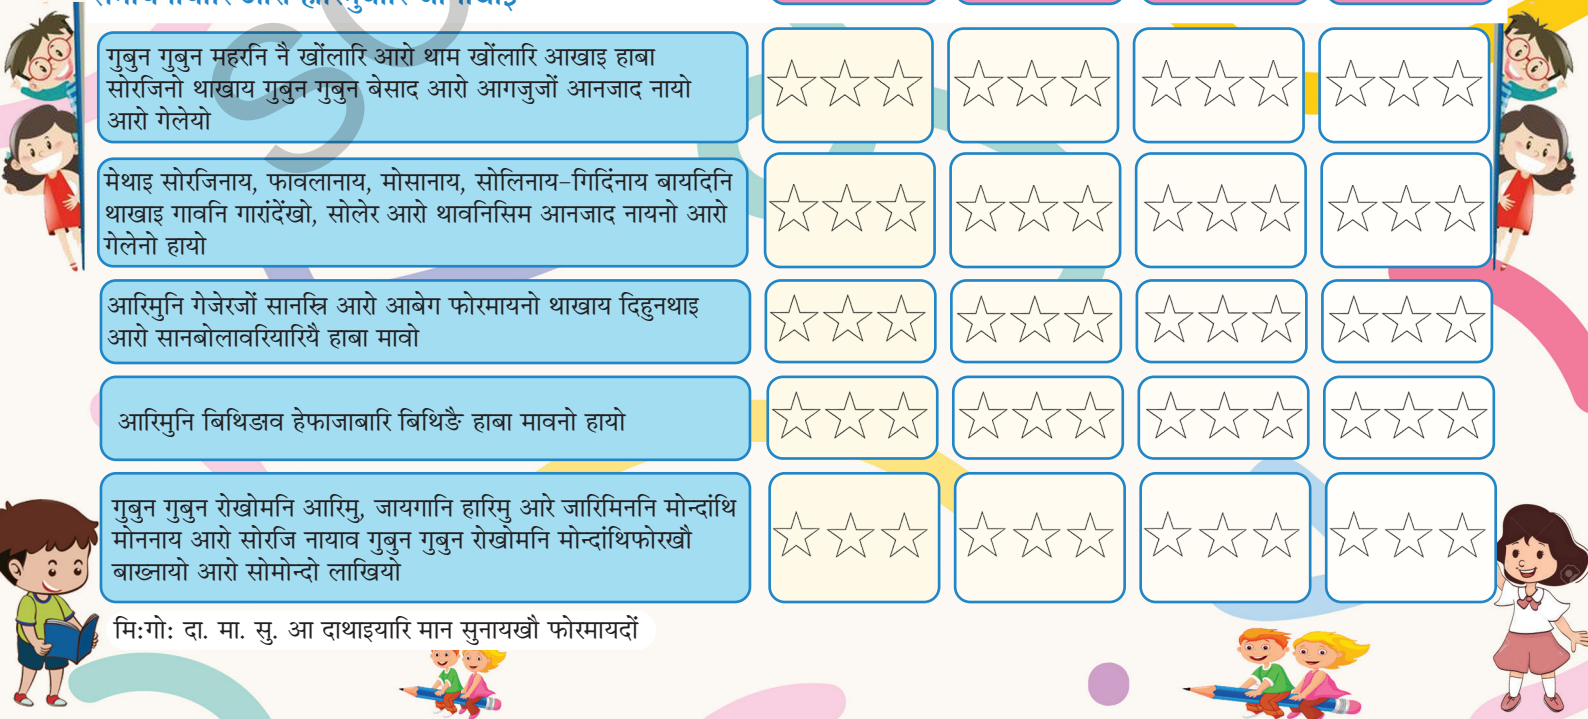 आरो
गुबुन गुबुन महरनि नै खोंलारि आरो थाम खोंलारि आखाइ हाबा
सोरजिनो थाखाय गुबुन गुबुन बेसाद आरो आगजुजों आनजाद नायो
आरो गेलेयो
मेथाइ सोरजिनाय, फावलानाय, मोसानाय, सोलिनाय-गिदिंनाय बायदिनि
थाखाइ गावनि गारांदेंखो, सोलेर आरो थावनिसिम आनजाद नायनो आरो
गेलेनो हायो
आरिमुनि गेजेरजों सानस्रि आरो आबेग फोरमायनो थाखाय दिहुनथाइ
आरो सानबोलावरियारियै हाबा मावो
आरिमुनि बिथिङाव हेफाजाबारि बिथिङै हाबा मावनो हायो
गुबुन गुबुन रोखोमनि आरिमु, जायगानि हारिमु आरे जारिमिननि मोन्दांथि
मोननाय आरो सोरजि नायाव गुबुन गुबुन रोखोमनि मोन्दांथिफोरखौ
बाख्नायो आरो सोमोन्दो लाखियो
मि:गो: दा. मा. सु. आ दाथाइयारि मान सुनायखौ फोरमायदों